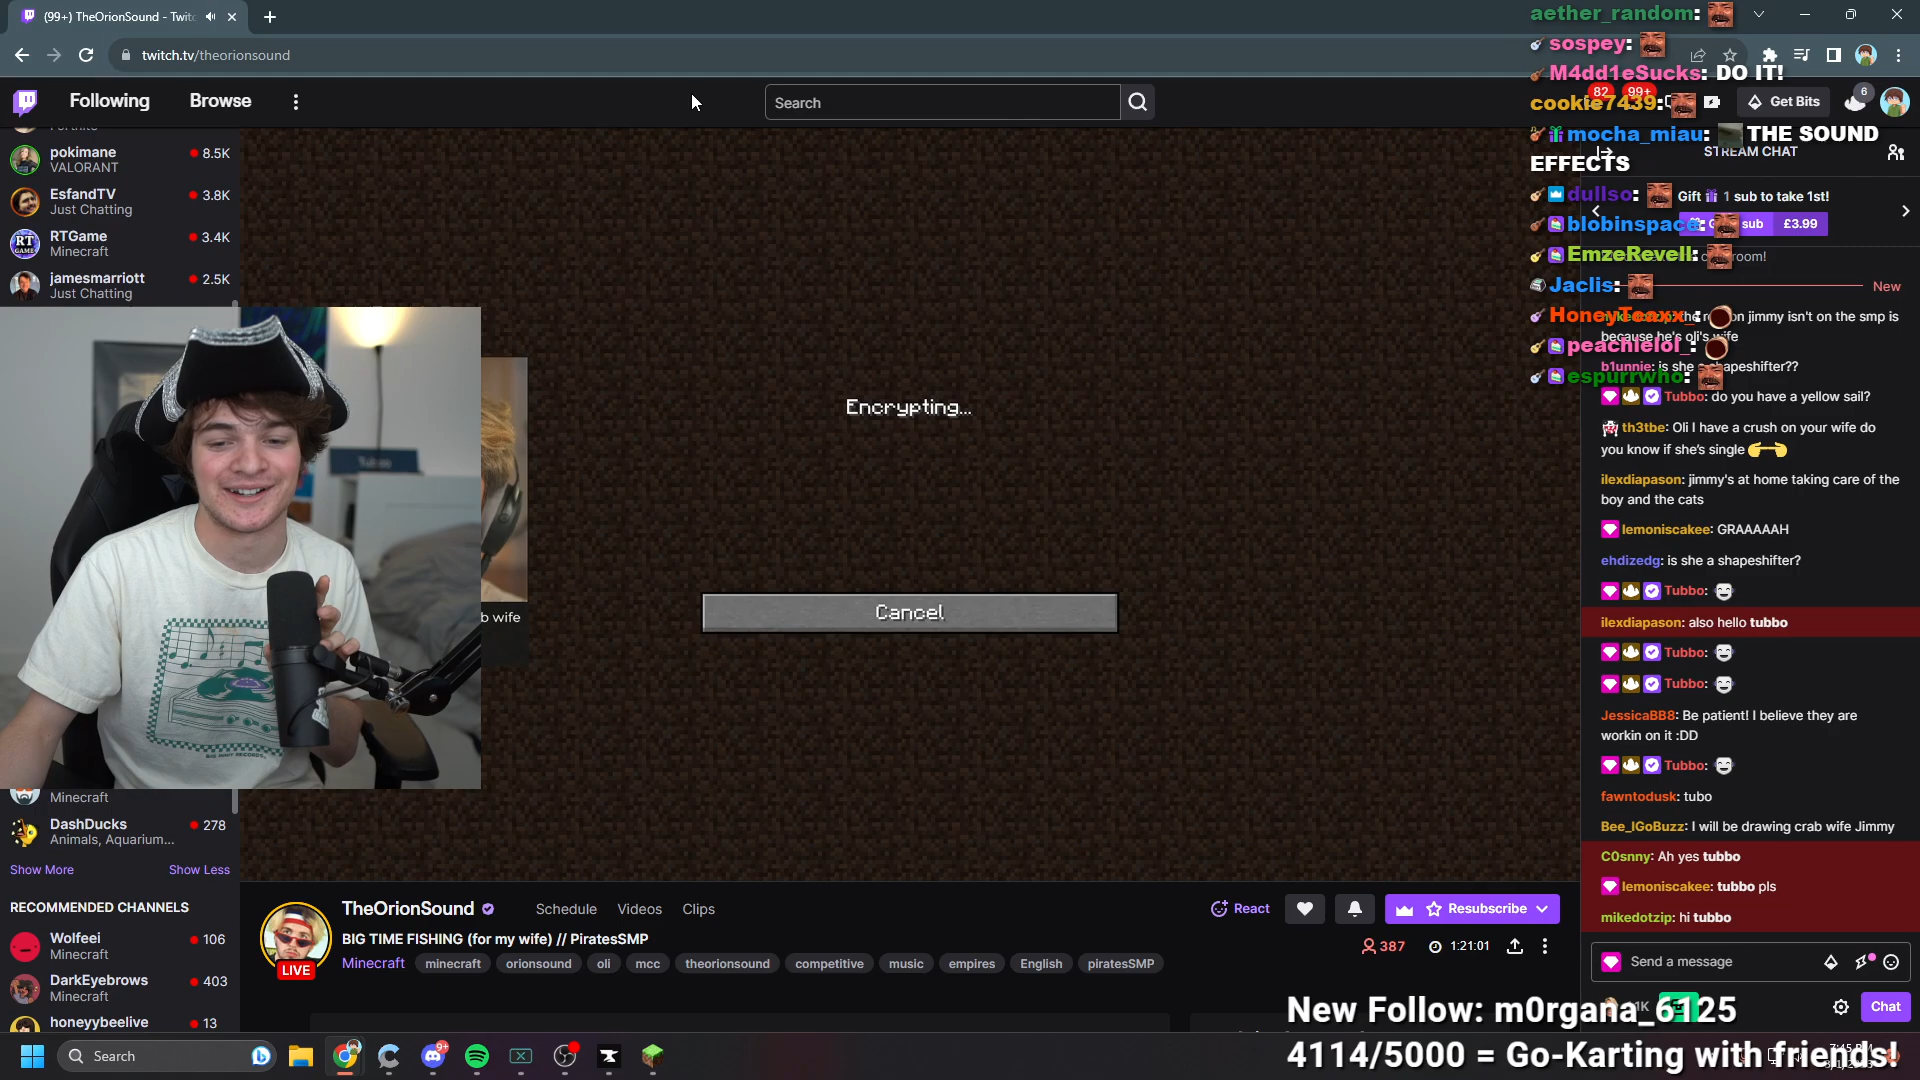 (99+) TheOrionSound - Twitc
twitch.tv/theorionsound
Following
Browse
Search
82
99+
Get Bits
6
aether_random:
sospey:
M4dd1eSucks: DO IT!
cookie7439:
mocha_miau: THE SOUND
EFFECTS
dullso:
blobinspace:
EmzeRevell:
Jaclis:
HoneyTeaxx_:
peachielol_:
espurrwho:
pokimane
VALORANT
8.5K
EsfandTV
Just Chatting
3.8K
RTGame
Minecraft
3.4K
jamesmarriott
Just Chatting
2.5K
Minecraft
DashDucks
Animals, Aquarium...
278
Show More
Show Less
RECOMMENDED CHANNELS
Wolfeei
Minecraft
106
DarkEyebrows
Minecraft
403
honeyybeelive
13
Encrypting...
Cancel
b wife
Tubbo
TheOrionSound
Schedule
Videos
Clips
BIG TIME FISHING (for my wife) // PiratesSMP
Minecraft
minecraft
orionsound
oli
mcc
theorionsound
competitive
music
empires
English
piratesSMP
LIVE
React
Resubscribe
387
1:21:01
STREAM CHAT
Gift 1 sub to take 1st!
sub £3.99
room!
New
on jimmy isn't on the smp is
because he's oli's wife
b1unnie: is she a shapeshifter??
Tubbo: do you have a yellow sail?
th3tbe: Oli I have a crush on your wife do
you know if she's single
ilexdiapason: jimmy's at home taking care of the
boy and the cats
lemoniscakee: GRAAAAAH
ehdizedg: is she a shapeshifter?
Tubbo:
ilexdiapason: also hello tubbo
Tubbo:
Tubbo:
JessicaBB8: Be patient! I believe they are
workin on it :DD
Tubbo:
fawntodusk: tubo
Bee_IGoBuzz: I will be drawing crab wife Jimmy
C0snny: Ah yes tubbo
lemoniscakee: tubbo pls
mikedotzip: hi tubbo
Send a message
Chat
New Follow: m0rgana_6125
4114/5000 = Go-Karting with friends!
Search
9+